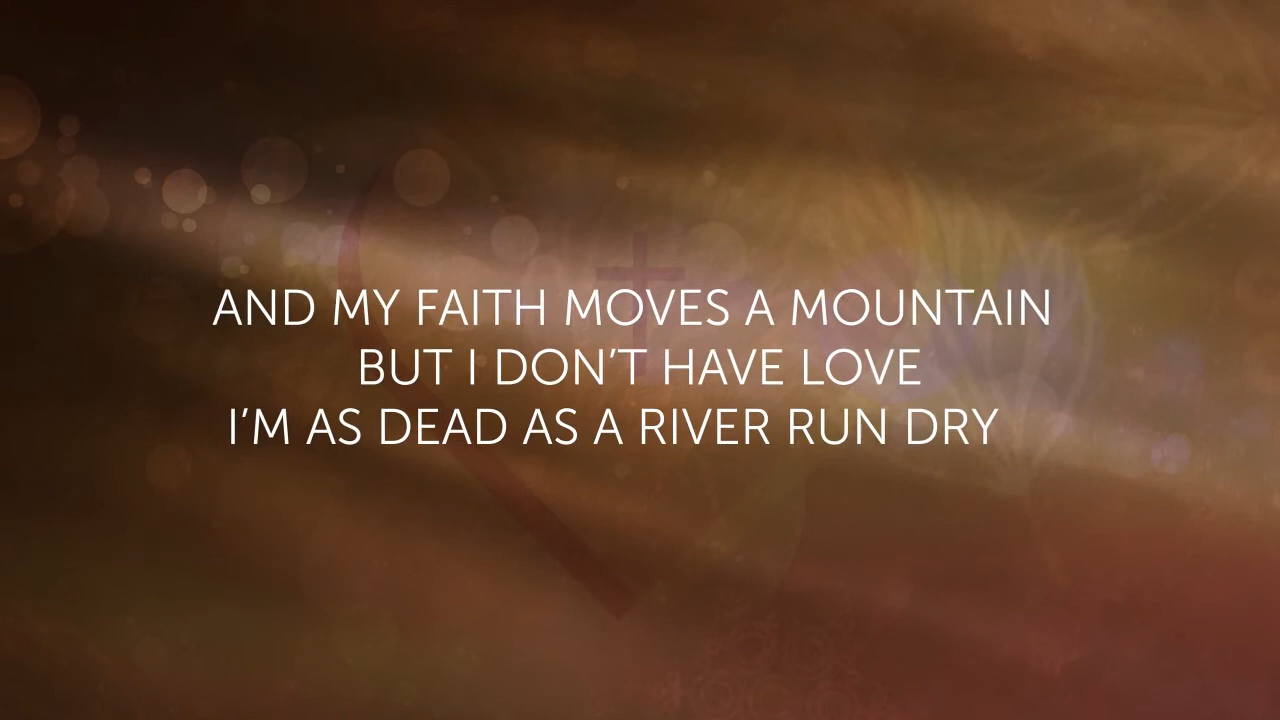 AND MY FAITH MOVES A MOUNTAIN
BUT I DON'T HAVE LOVE
I'M AS DEAD AS A RIVER RUN DRY